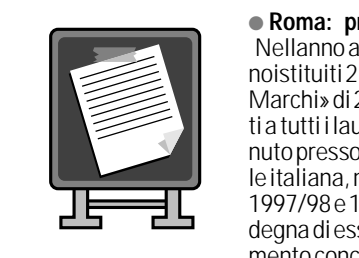 ● Roma: pr
Nellanno a
noistituiti 2
Marchi» di 2
ti a tutti i lau
nuto presso
le italiana, r
1997/98 e 1
degna di ess
mento conc